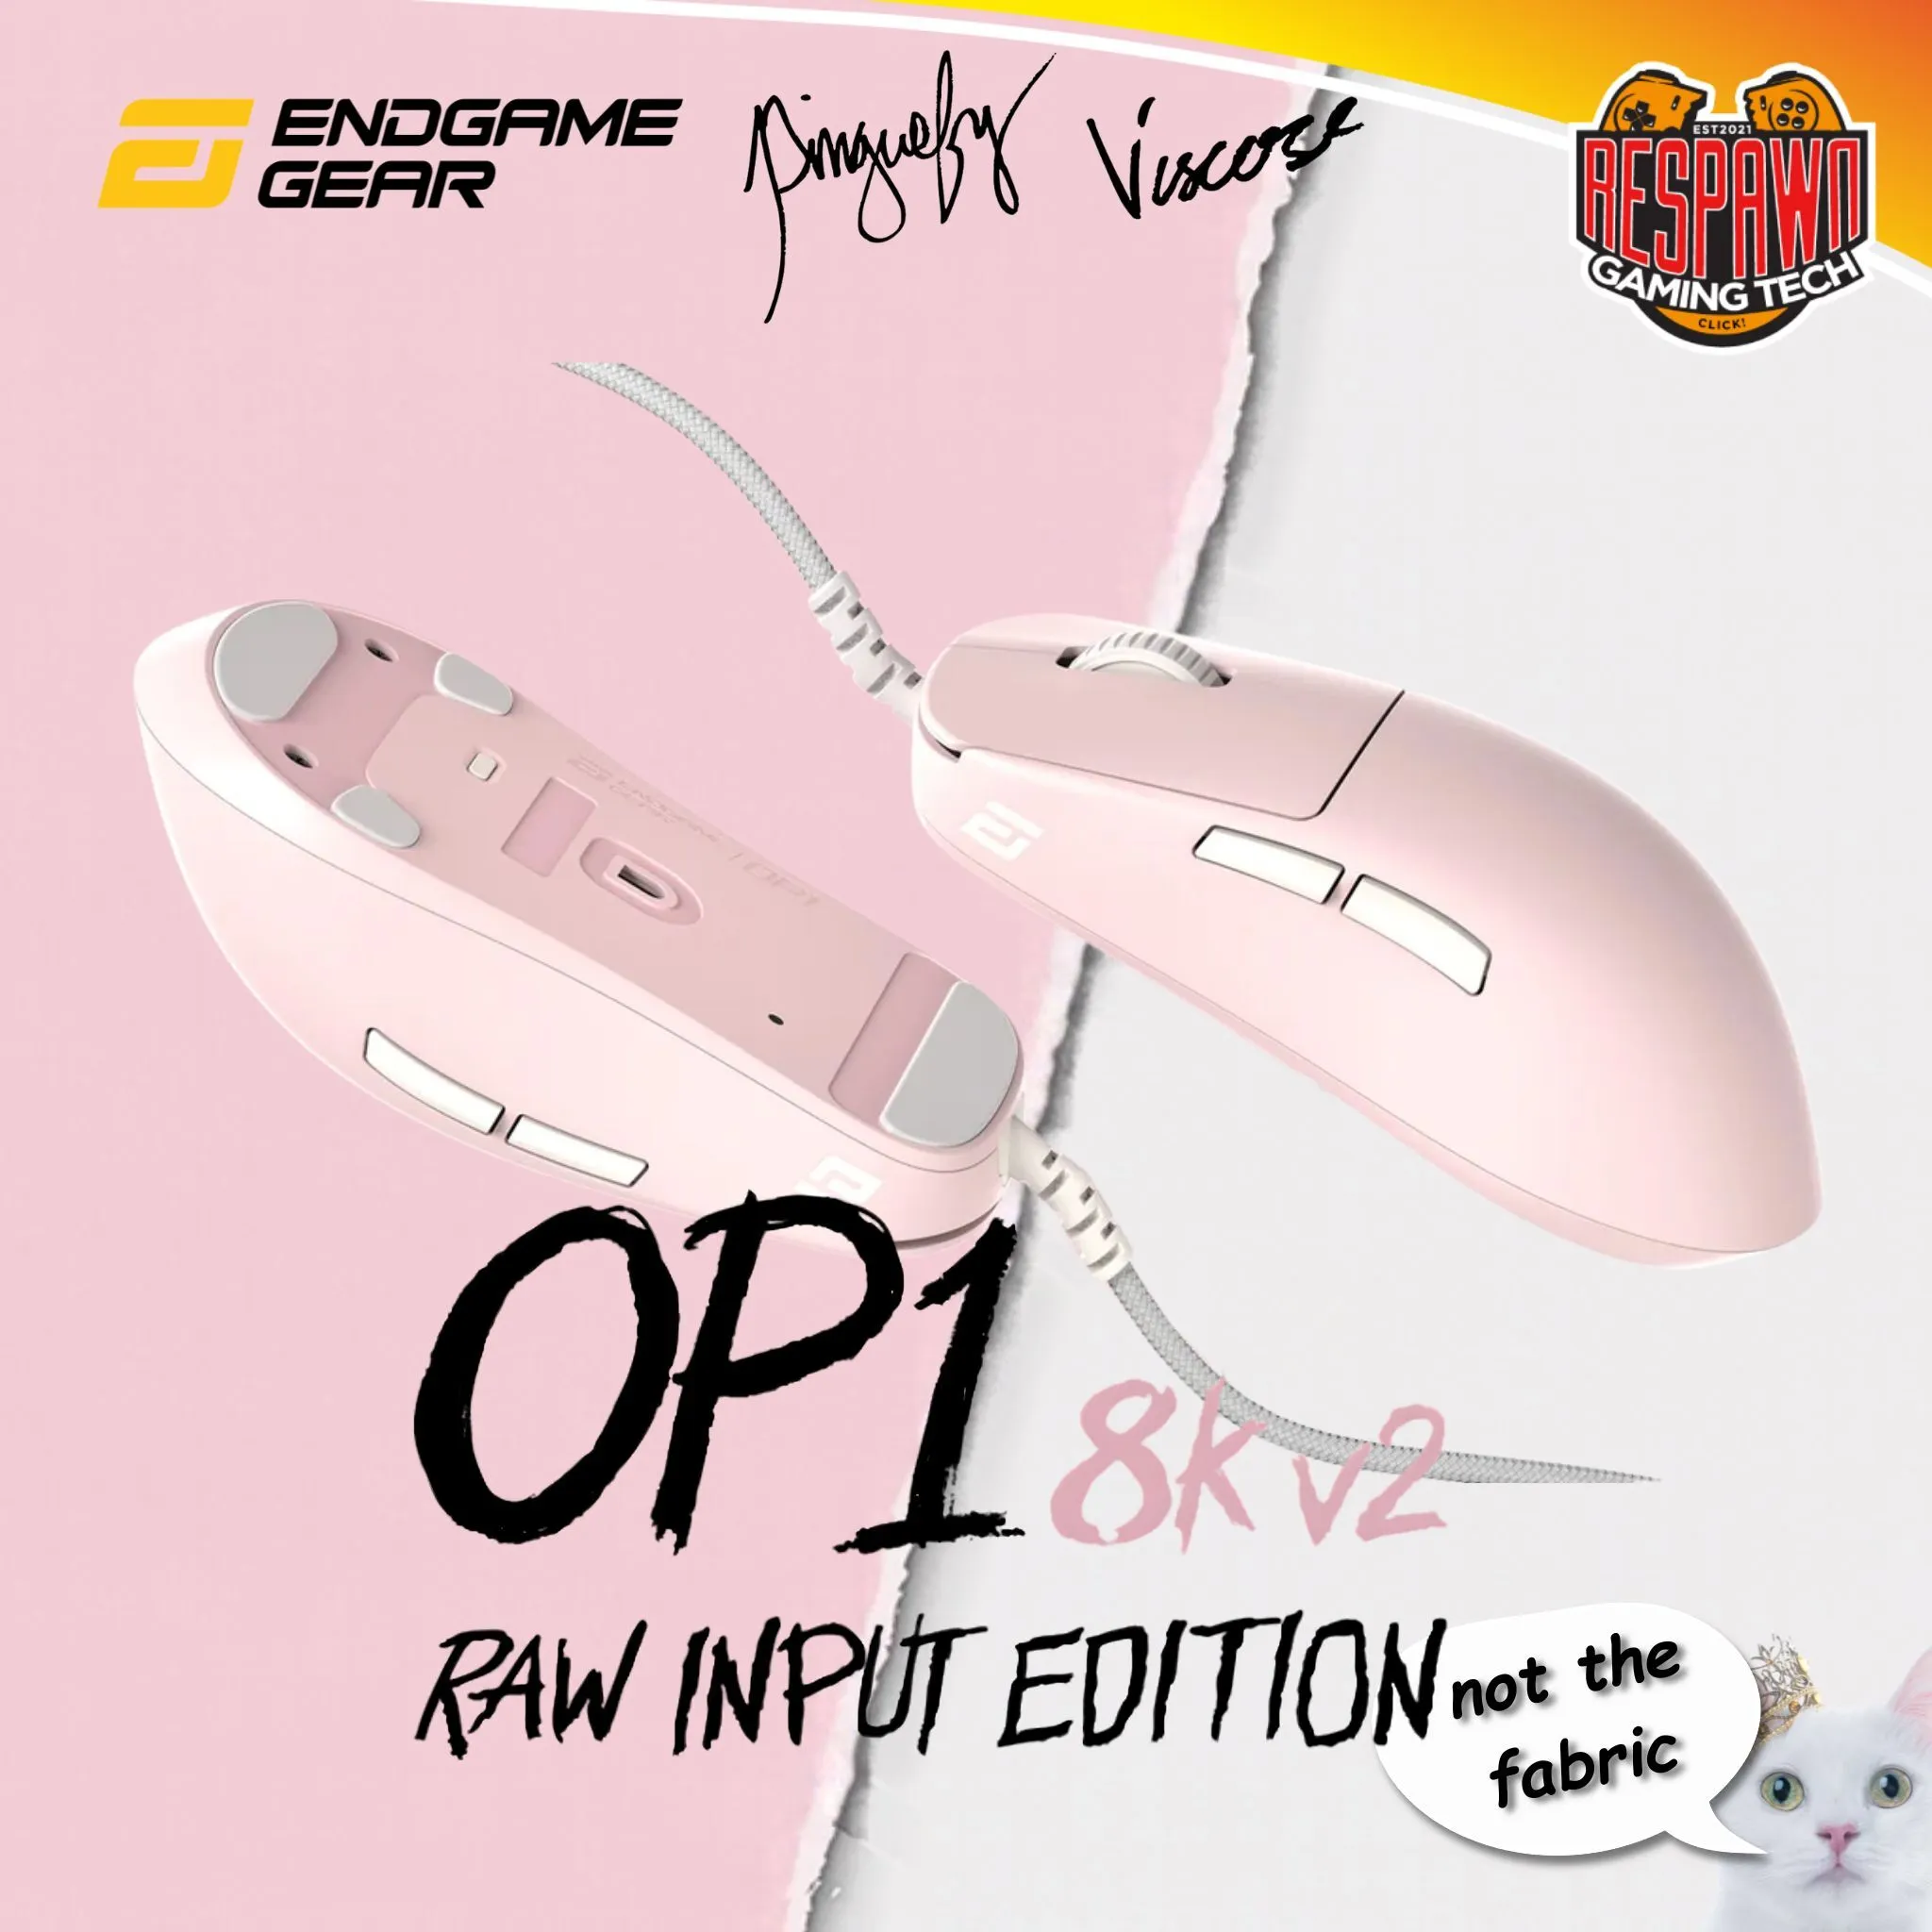 ENDGAME
GEAR
Pinguefy
Viscose
EST2021
RESPAWN
GAMING TECH
CLICK!
OP1
8k v2
RAW INPUT EDITION
not the
fabric